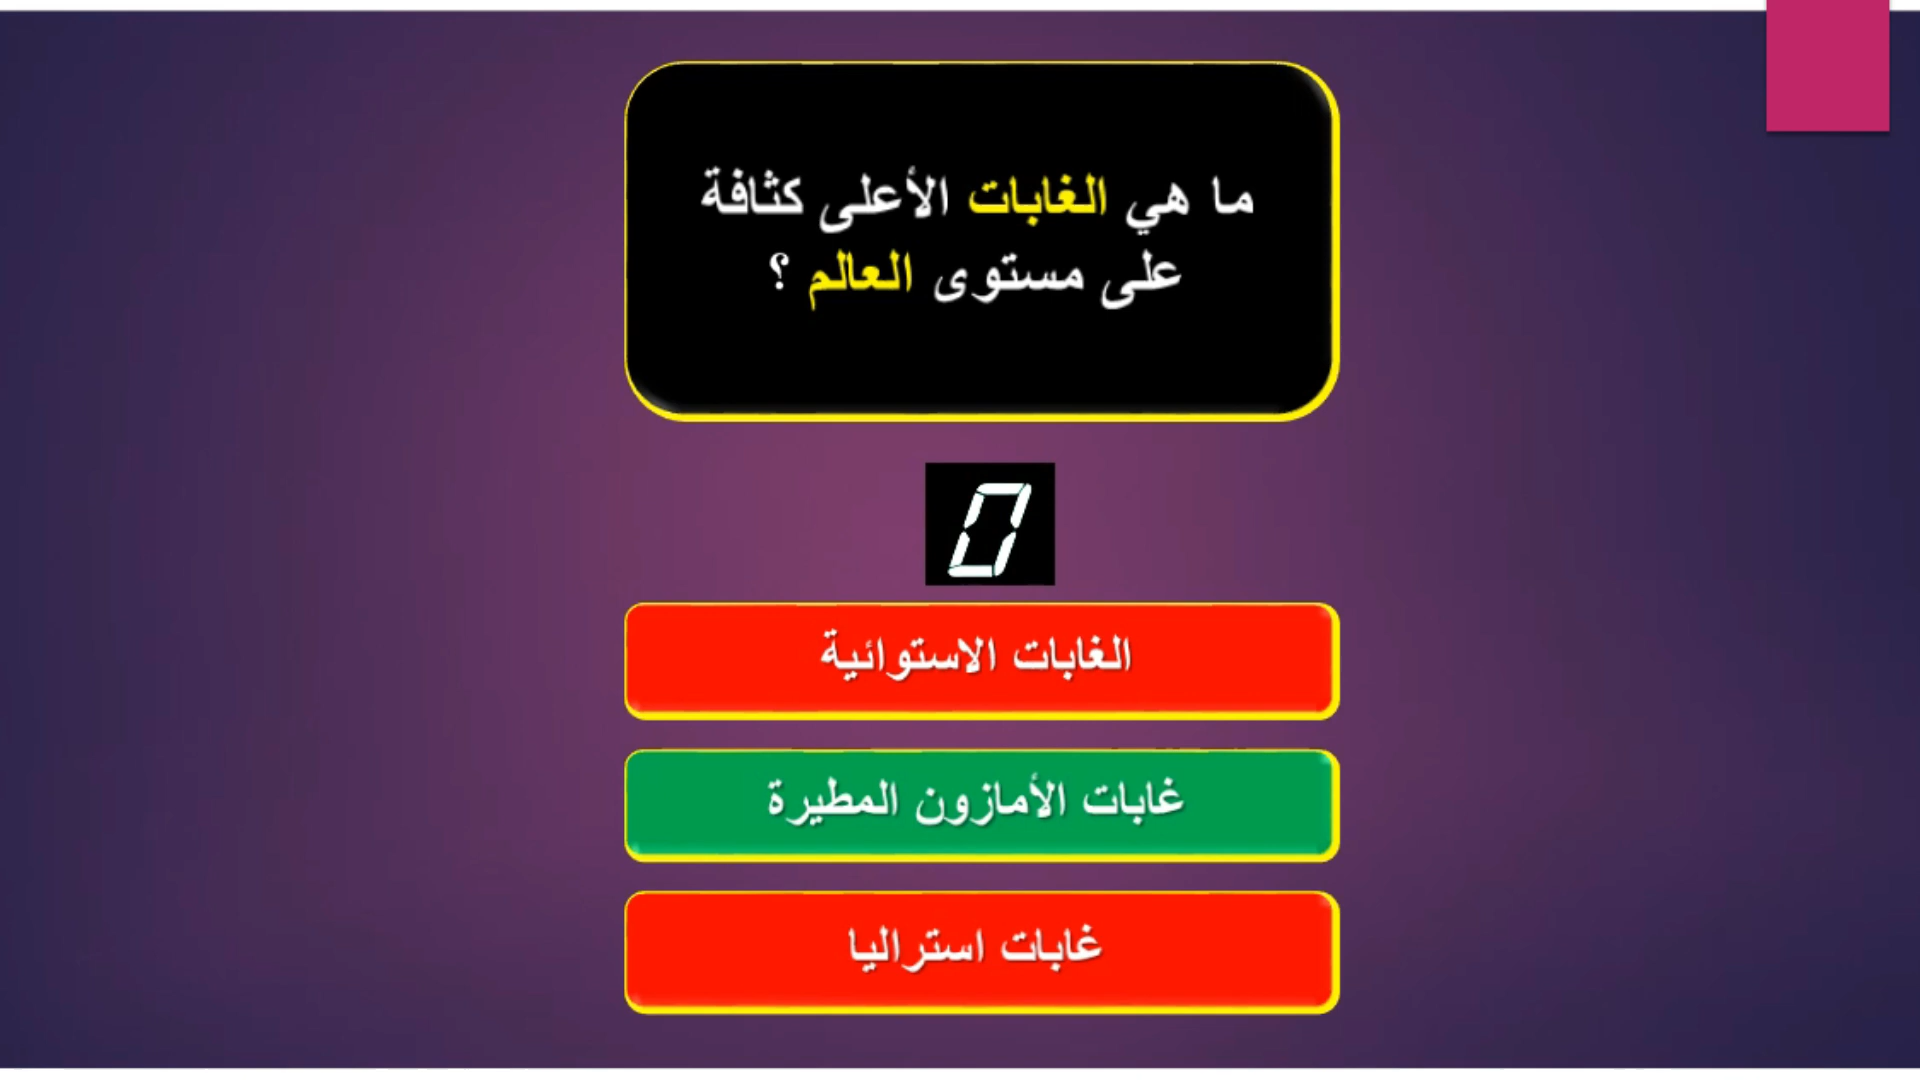 ما هي الغابات الأعلى كثافة
على مستوى العالم ؟
0
الغابات الاستوائية
غابات الأمازون المطيرة
غابات استراليا